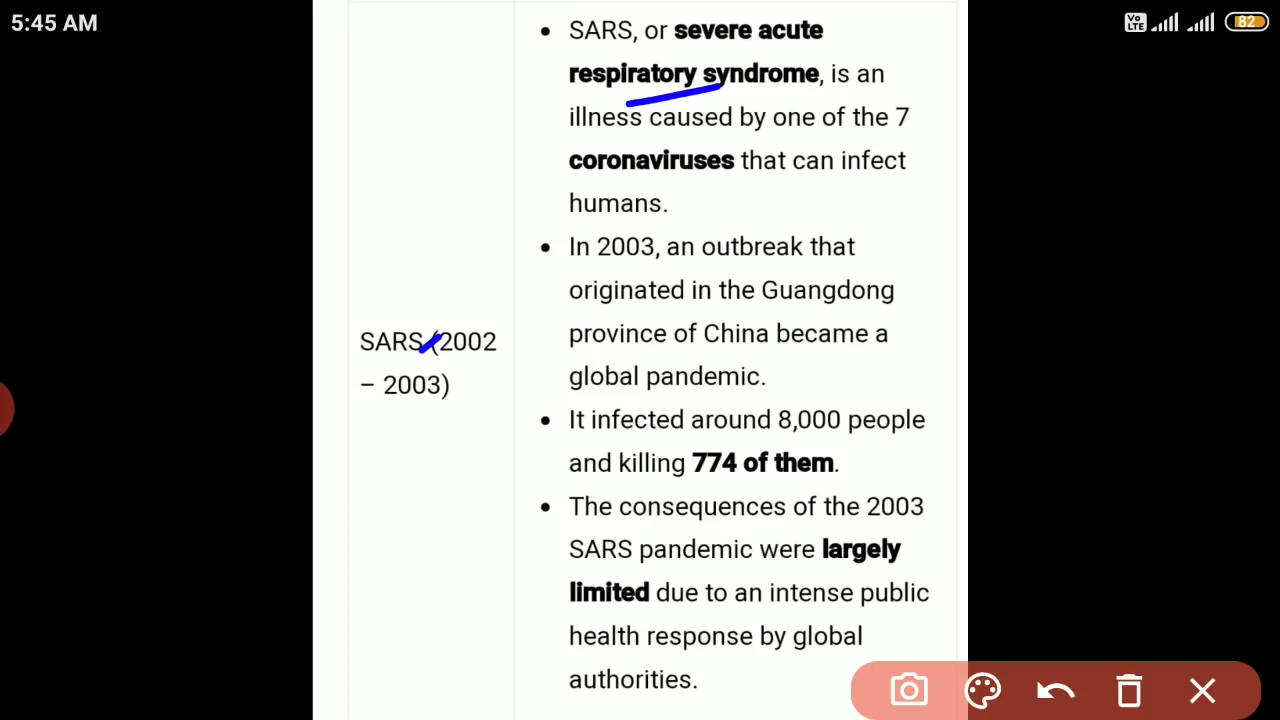 5:45 AM
Vo LTE
82
SARS, or severe acute
respiratory syndrome, is an
illness caused by one of the 7
coronaviruses that can infect
humans.
In 2003, an outbreak that
originated in the Guangdong
province of China became a
global pandemic.
SARS (2002
– 2003)
It infected around 8,000 people
and killing 774 of them.
The consequences of the 2003
SARS pandemic were largely
limited due to an intense public
health response by global
authorities.